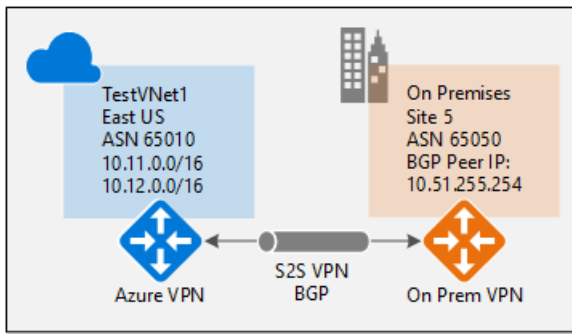 TestVNet1
East US
ASN 65010
10.11.0.0/16
10.12.0.0/16
On Premises
Site 5
ASN 65050
BGP Peer IP:
10.51.255.254
Azure VPN
S2S VPN
BGP
On Prem VPN